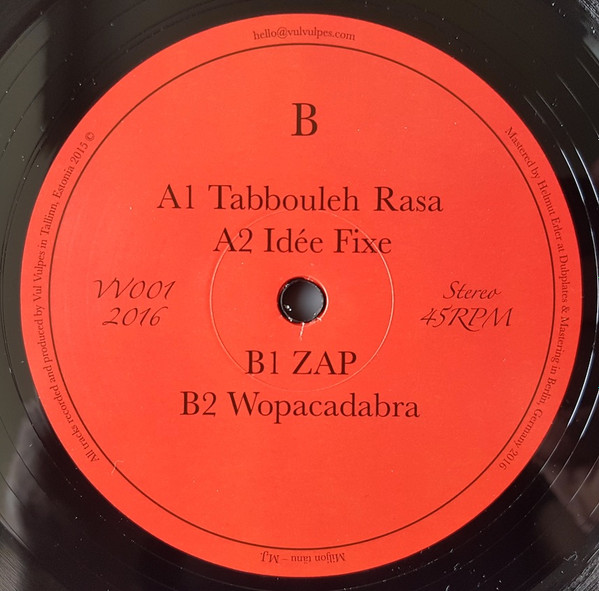 hello@vulvulpes.com
B
A1 Tabbouleh Rasa
A2 Idée Fixe
VV001
2016
Stereo
45RPM
B1 ZAP
B2 Wopacadabra
All tracks recorded and produced by Vul Vulpes in Tallinn, Estonia 2015 ©
Mastered by Helmut Erler at Dubplates & Mastering in Berlin, Germany 2016
Miljon tänu – M.J.